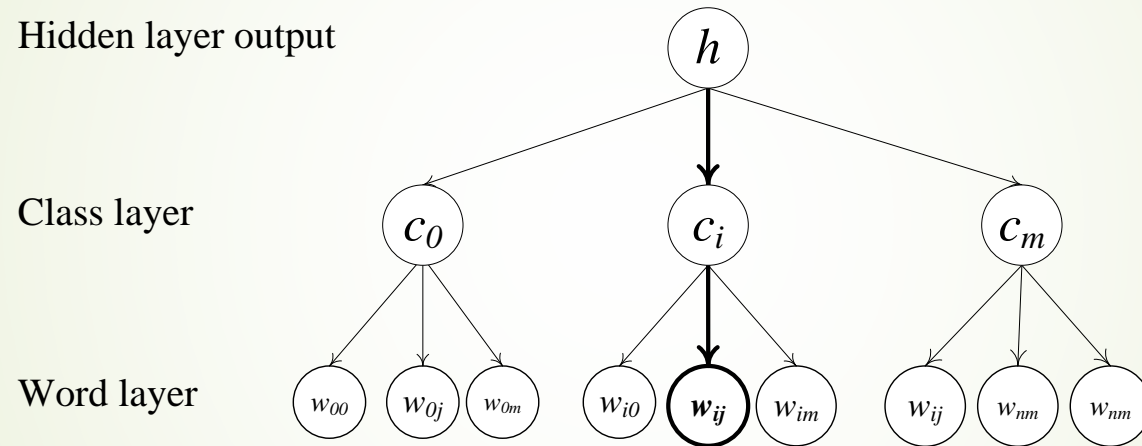 Hidden layer output
h
Class layer
c0 ci cm
Word layer
w00 w0j w0m wi0 wij wim wij wnm wnm